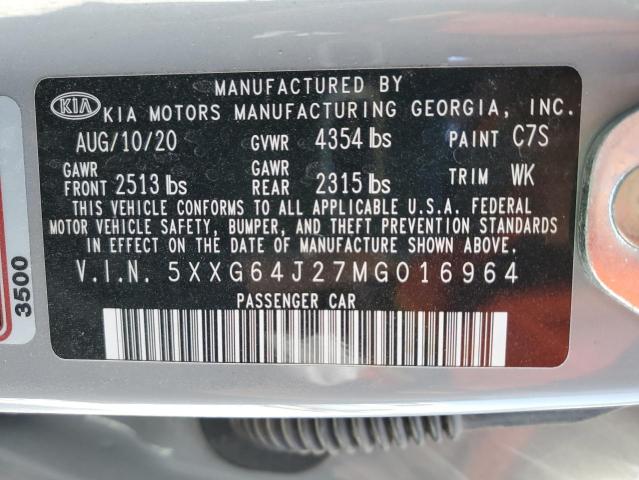 MANUFACTURED BY
KIA KIA MOTORS MANUFACTURING GEORGIA, INC.
AUG/10/20 GVWR 4354 lbs PAINT C7S
GAWR FRONT 2513 lbs GAWR REAR 2315 lbs TRIM WK
THIS VEHICLE CONFORMS TO ALL APPLICABLE U.S.A. FEDERAL
MOTOR VEHICLE SAFETY, BUMPER, AND THEFT PREVENTION STANDARDS
IN EFFECT ON THE DATE OF MANUFACTURE SHOWN ABOVE.
V.I.N. 5XXG64J27MG016964
PASSENGER CAR
3500